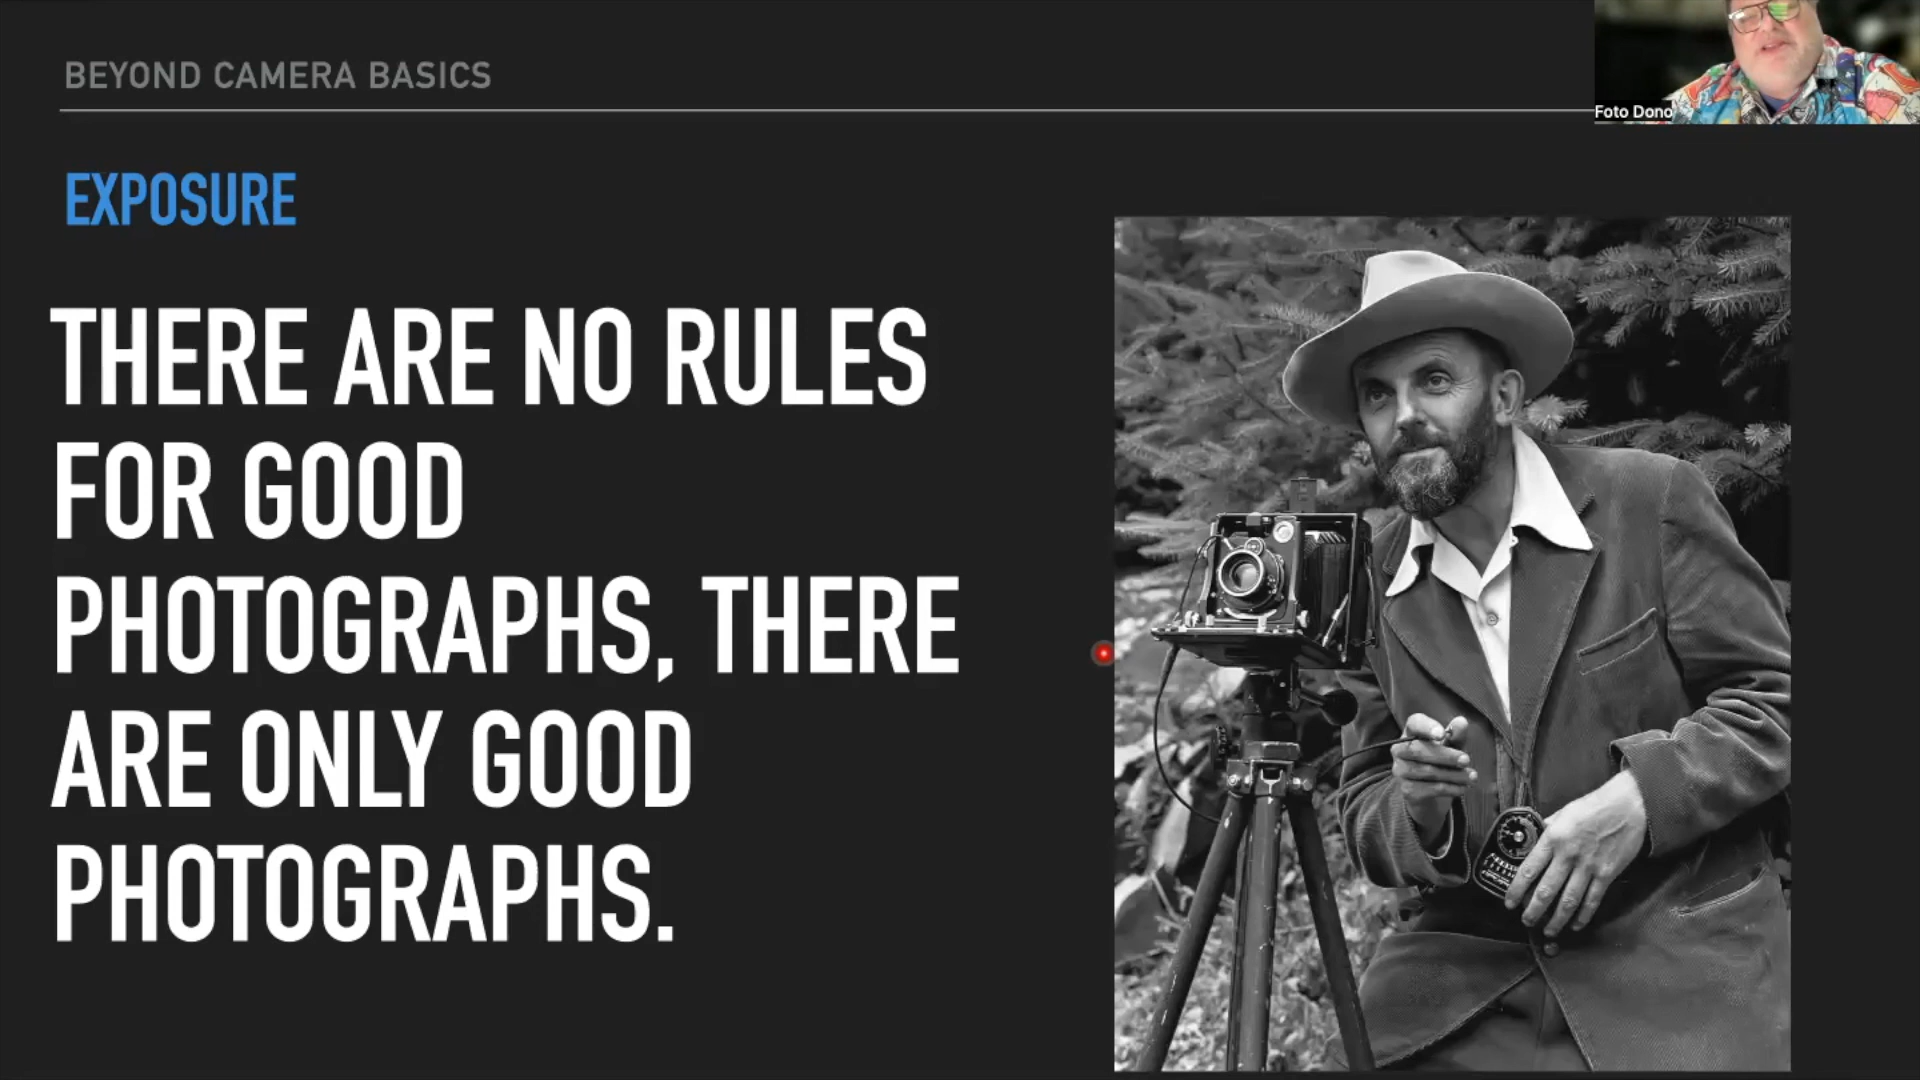 BEYOND CAMERA BASICS
Foto Dono
EXPOSURE
THERE ARE NO RULES
FOR GOOD
PHOTOGRAPHS, THERE
ARE ONLY GOOD
PHOTOGRAPHS.